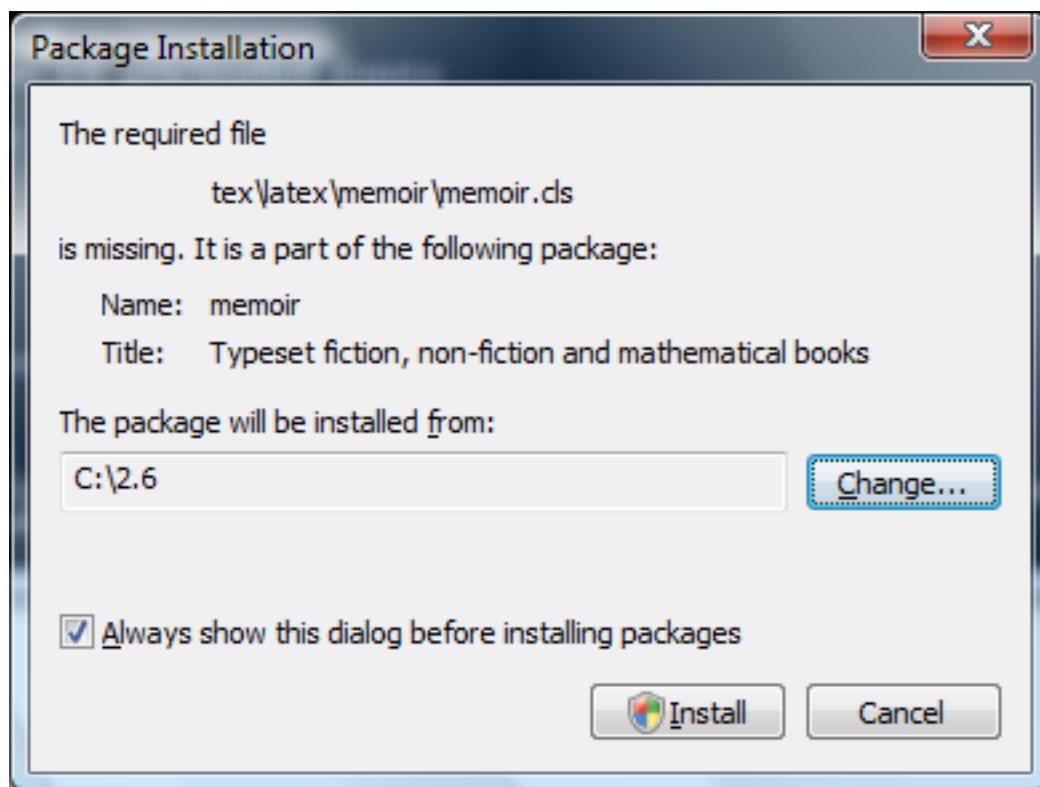 Package Installation
The required file
tex\latex\memoir\memoir.cls
is missing. It is a part of the following package:
Name: memoir
Title: Typeset fiction, non-fiction and mathematical books
The package will be installed from:
C:\2.6
Change...
Always show this dialog before installing packages
Install Cancel